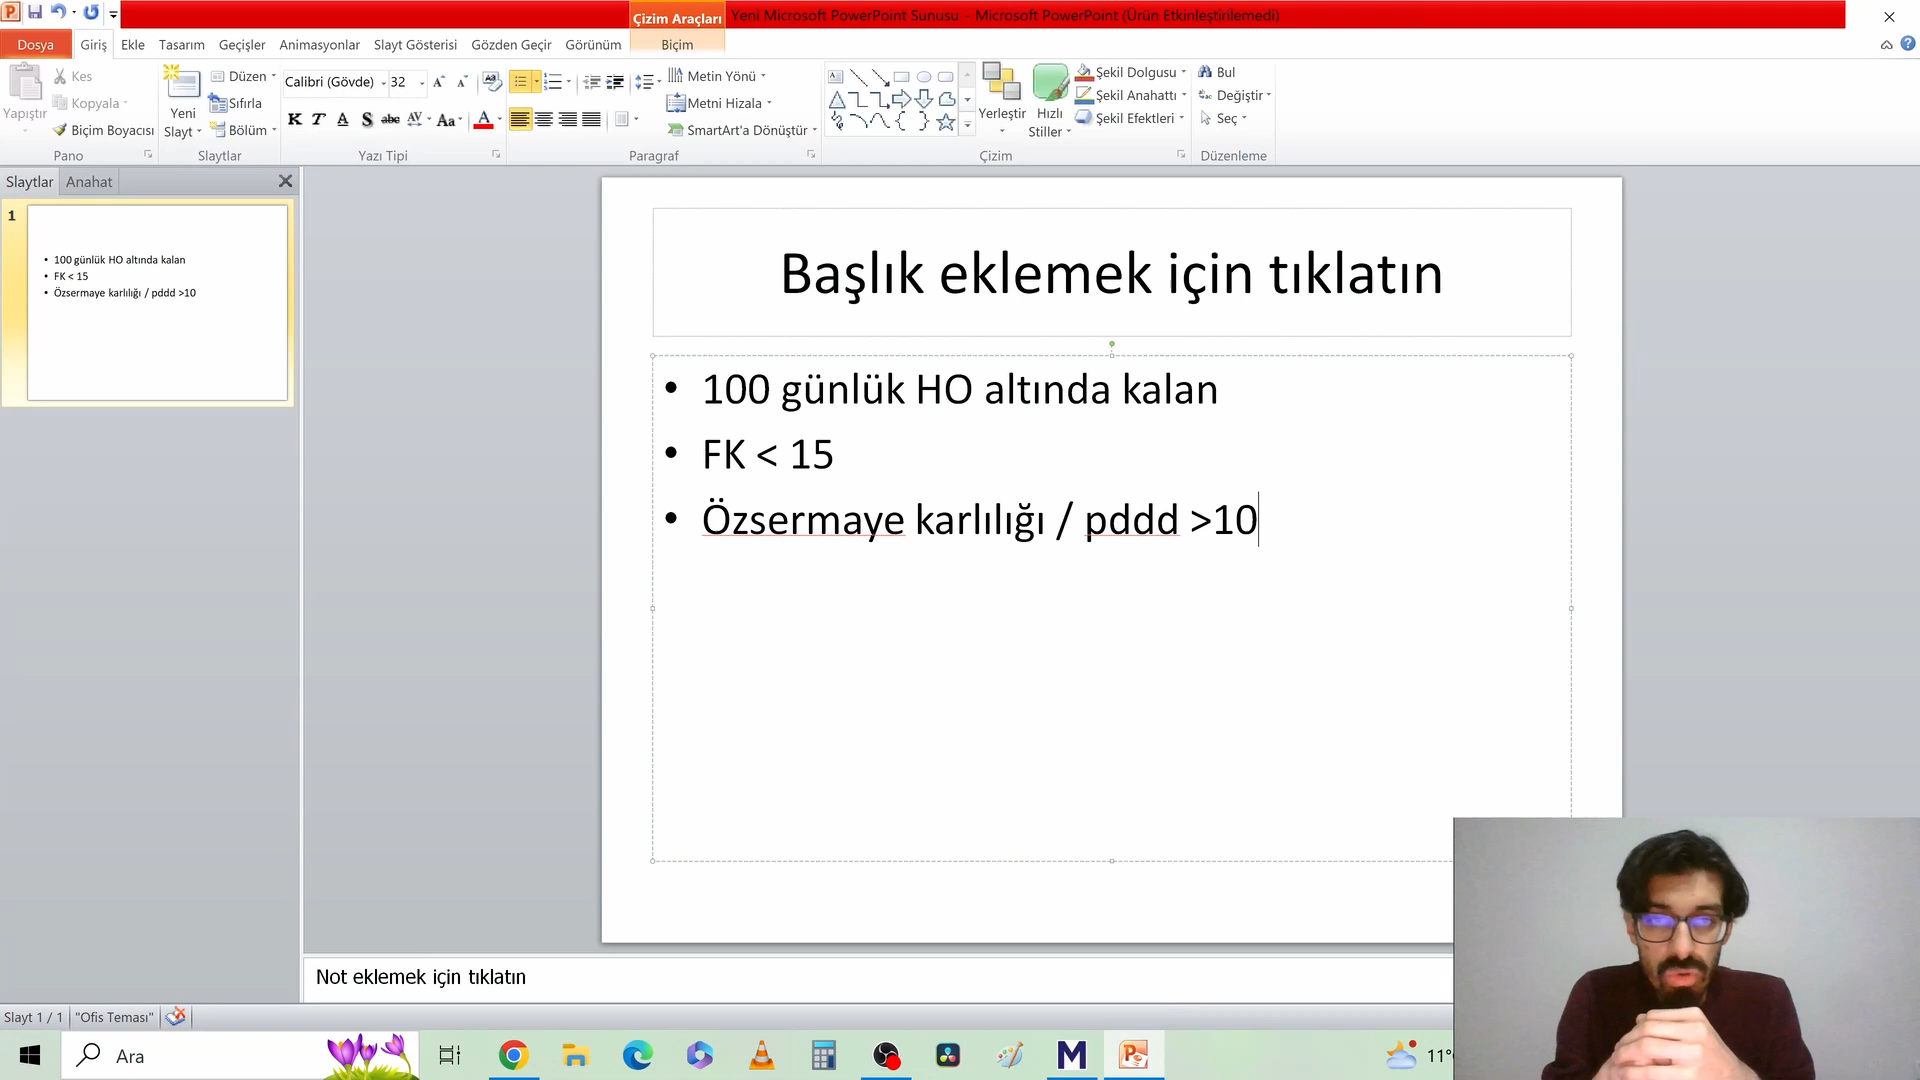 Çizim Araçları
Yeni Microsoft PowerPoint Sunusu - Microsoft PowerPoint (Ürün Etkinleştirilemedi)
Dosya Giriş Ekle Tasarım Geçişler Animasyonlar Slayt Gösterisi Gözden Geçir Görünüm Biçim
Yapıştır
Kes
Kopyala
Biçim Boyacısı
Pano
Yeni
Slayt
Düzen
Sıfırla
Bölüm
Slaytlar
Calibri (Gövde) 32
K T A S abc AV Aa A
Yazı Tipi
Metin Yönü
Metni Hizala
SmartArt'a Dönüştür
Paragraf
Yerleştir
Hızlı
Stiller
Şekil Dolgusu
Şekil Anahattı
Şekil Efektleri
Çizim
Bul
Değiştir
Seç
Düzenleme
Slaytlar Anahat
1
• 100 günlük HO altında kalan
• FK < 15
• Özsermaye karlılığı / pddd >10
Başlık eklemek için tıklatın
• 100 günlük HO altında kalan
• FK < 15
• Özsermaye karlılığı / pddd >10
Not eklemek için tıklatın
Slayt 1 / 1 "Ofis Teması"
Ara
11°